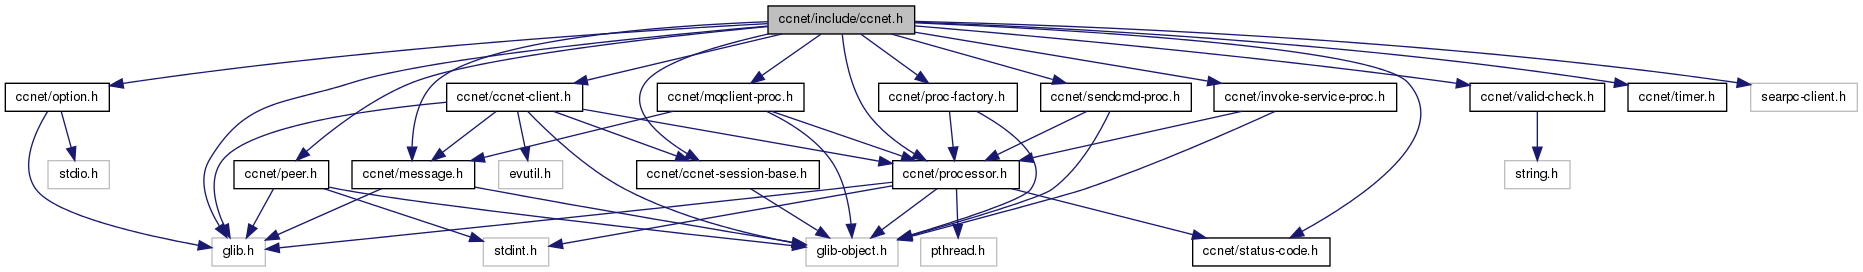 ccnet/include/ccnet.h
ccnet/option.h
ccnet/ccnet-client.h
ccnet/mqclient-proc.h
ccnet/proc-factory.h
ccnet/sendcmd-proc.h
ccnet/invoke-service-proc.h
ccnet/valid-check.h
ccnet/timer.h
searpc-client.h
stdio.h
ccnet/peer.h
ccnet/message.h
evutil.h
ccnet/ccnet-session-base.h
ccnet/processor.h
string.h
glib.h
stdint.h
glib-object.h
pthread.h
ccnet/status-code.h